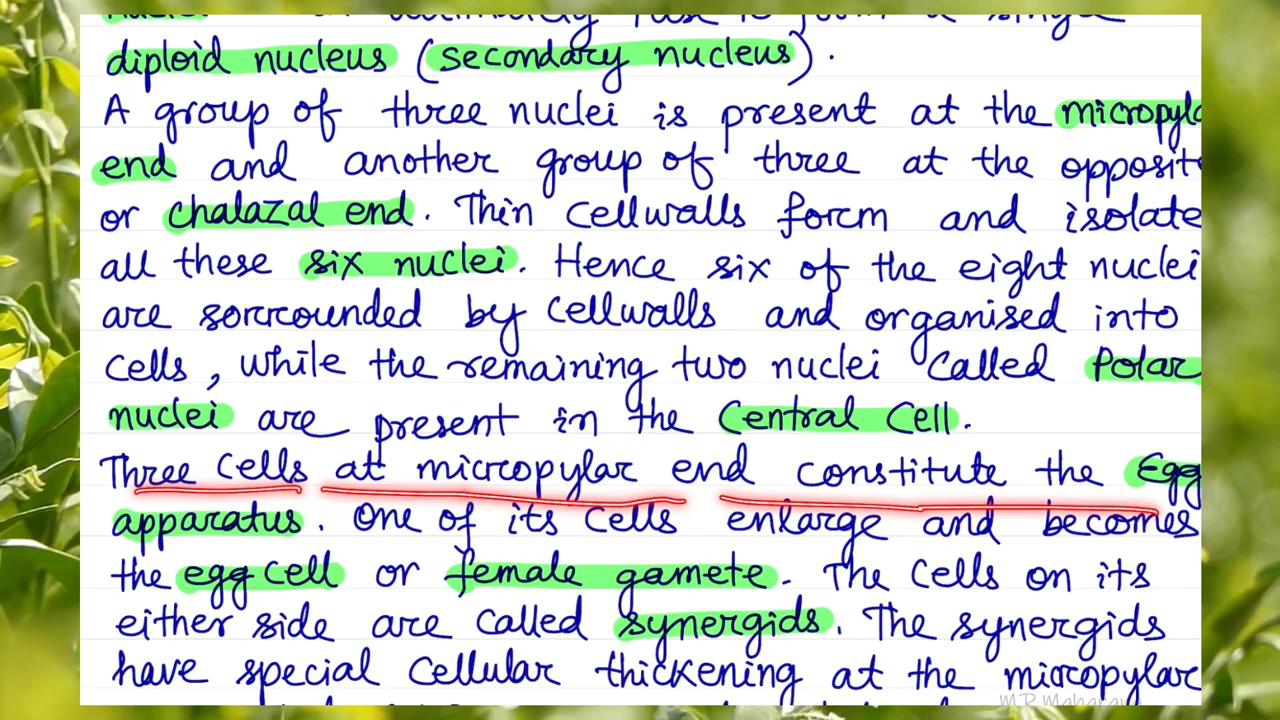 diploid nucleus (secondary nucleus).
A group of three nuclei is present at the micropyla
end and another group of three at the opposit
or chalazal end. Thin cellwalls form and isolate
all these six nuclei. Hence six of the eight nuclei
are sorrounded by cellwalls and organised into
cells, while the remaining two nuclei called Polar
nuclei are present in the Central Cell.
Three cells at micropylar end constitute the Egg
apparatus. One of its cells enlarge and becomes
the egg cell or female gamete. The cells on its
either side are called synergids. The synergids
have special cellular thickening at the micropylar